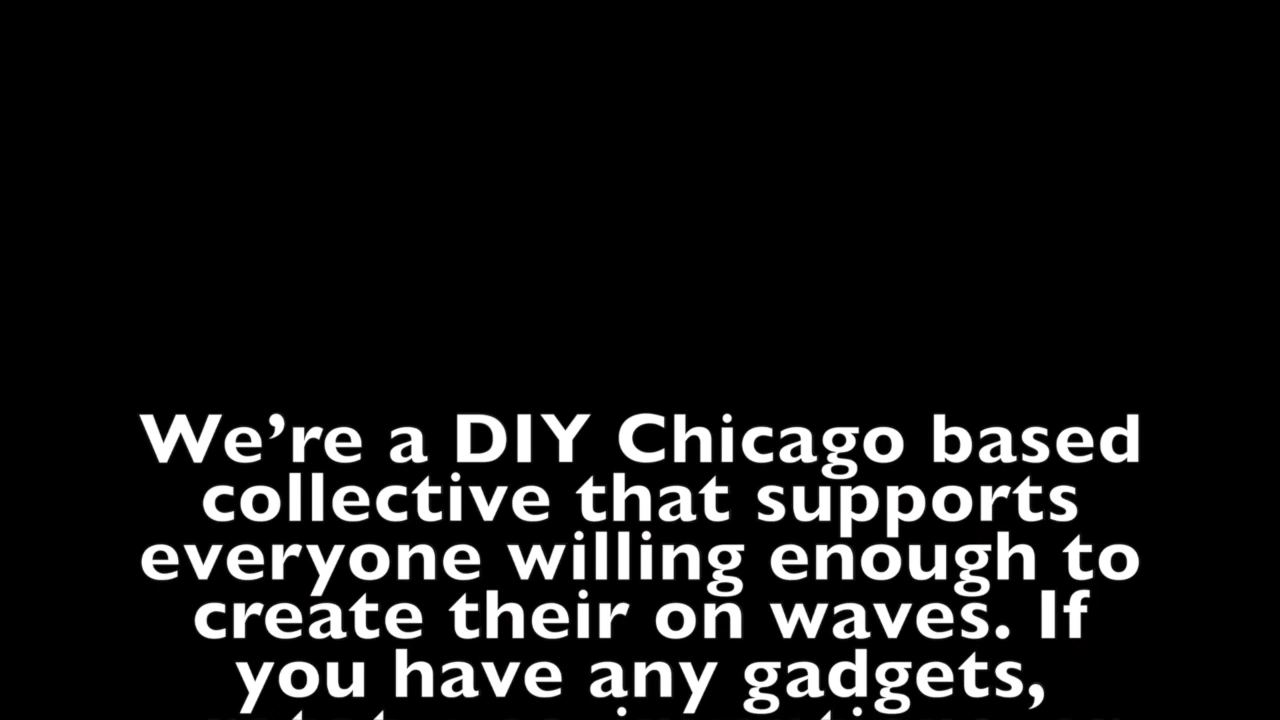 We’re a DIY Chicago based
collective that supports
everyone willing enough to
create their on waves. If
you have any gadgets,